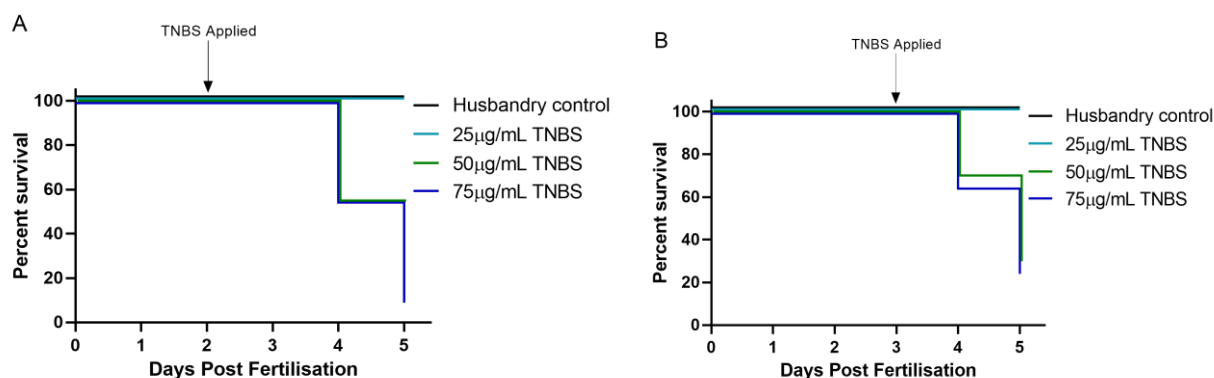 A
TNBS Applied
Percent survival
100
80
60
40
20
0
0 1 2 3 4 5
Days Post Fertilisation
Husbandry control
25μg/mL TNBS
50μg/mL TNBS
75μg/mL TNBS
B
TNBS Applied
Percent survival
100
80
60
40
20
0
0 1 2 3 4 5
Days Post Fertilisation
Husbandry control
25μg/mL TNBS
50μg/mL TNBS
75μg/mL TNBS